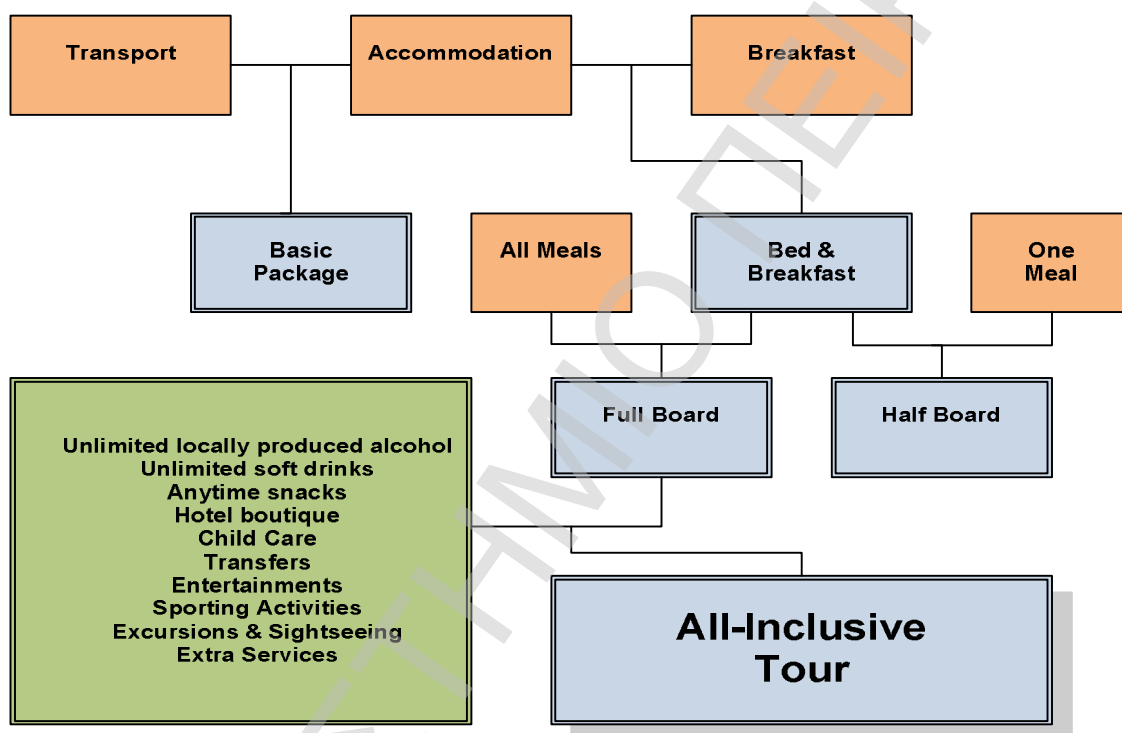 Transport
Accommodation
Breakfast
Basic
Package
All Meals
Bed &
Breakfast
One
Meal
Full Board
Half Board
Unlimited locally produced alcohol
Unlimited soft drinks
Anytime snacks
Hotel boutique
Child Care
Transfers
Entertainments
Sporting Activities
Excursions & Sightseeing
Extra Services
All-Inclusive
Tour